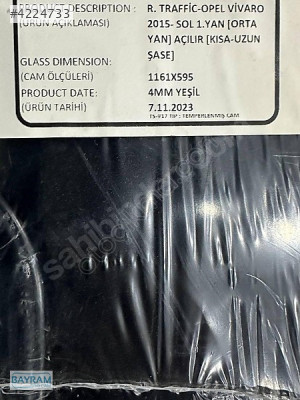 #4224733
PRODUCT DESCRIPTION : R. TRAFFİC-OPEL VİVARO
(ÜRÜN AÇIKLAMASI) 2015- SOL 1.YAN [ORTA
YAN] AÇILIR [KISA-UZUN
ŞASE]
GLASS DIMENSION:
(CAM ÖLÇÜLERİ) 1161X595
PRODUCT DATE: 4MM YEŞİL
(ÜRÜN TARİHİ) 7.11.2023
TS-917 TİP : TEMPERLENMİŞ CAM
sahibinden.com
BAYRAM